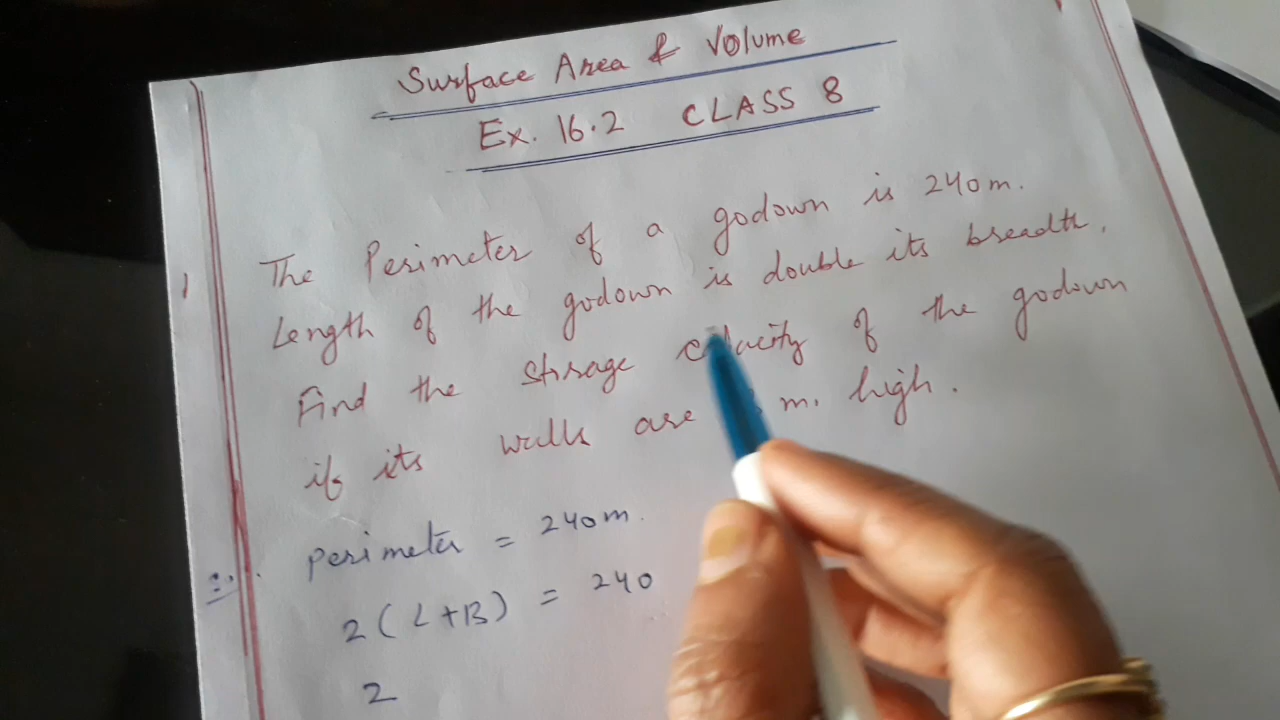 Surface Area & Volume
Ex. 16.2 CLASS 8
1 The Perimeter of a godown is 240m.
Length of the godown is double its breadth.
Find the storage capacity of the godown
if its walls are m. high.
perimeter = 240m.
2(L+B) = 240
2